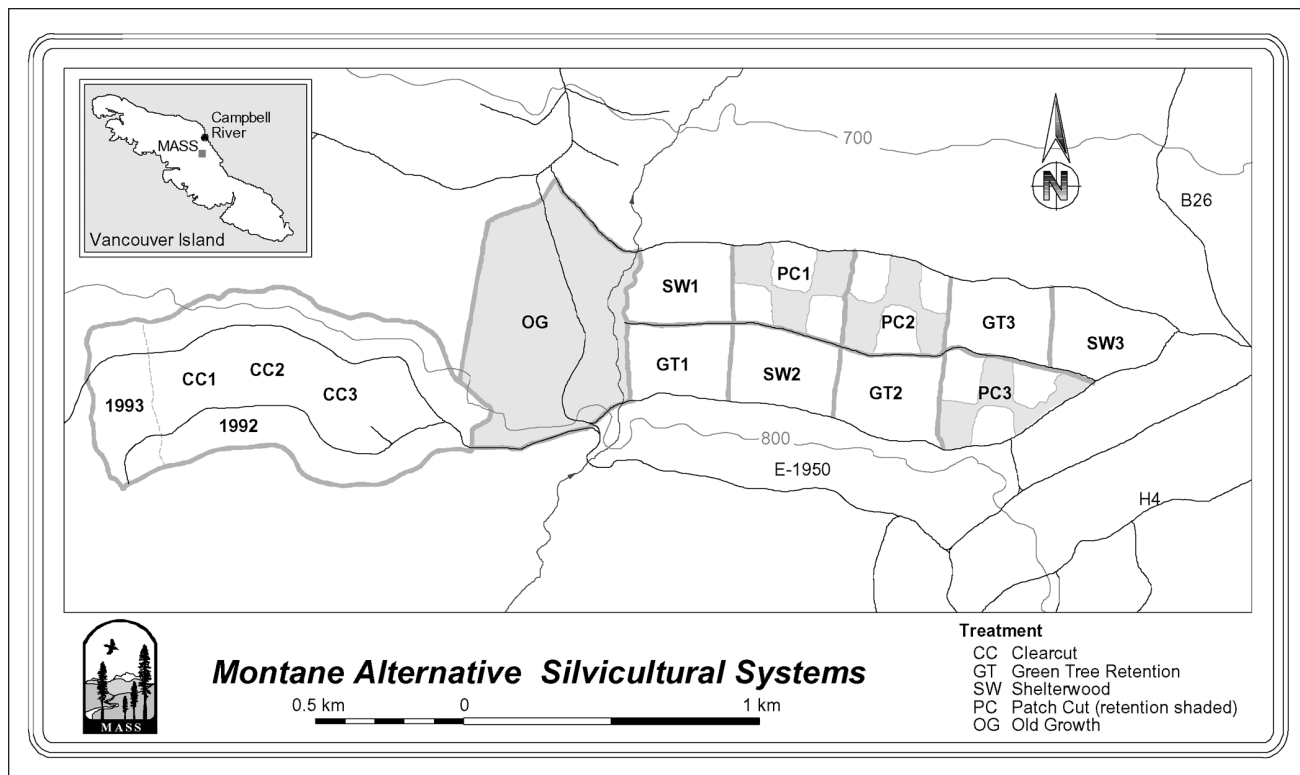 Campbell
River
MASS
Vancouver Island
700
N
B26
SW1
PC1
OG
PC2
GT3
SW3
CC1
CC2
GT1
SW2
CC3
GT2
PC3
1993
1992
800
E-1950
H4
MASS
Montane Alternative Silvicultural Systems
0.5 km 0 1 km
Treatment
CC Clearcut
GT Green Tree Retention
SW Shelterwood
PC Patch Cut (retention shaded)
OG Old Growth